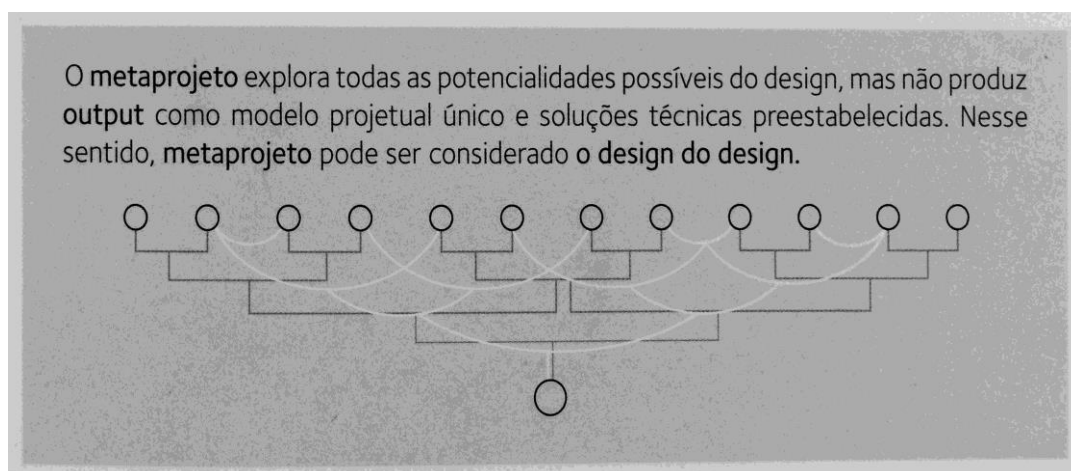 O metaprojeto explora todas as potencialidades possíveis do design, mas não produz
output como modelo projetual único e soluções técnicas preestabelecidas. Nesse
sentido, metaprojeto pode ser considerado o design do design.